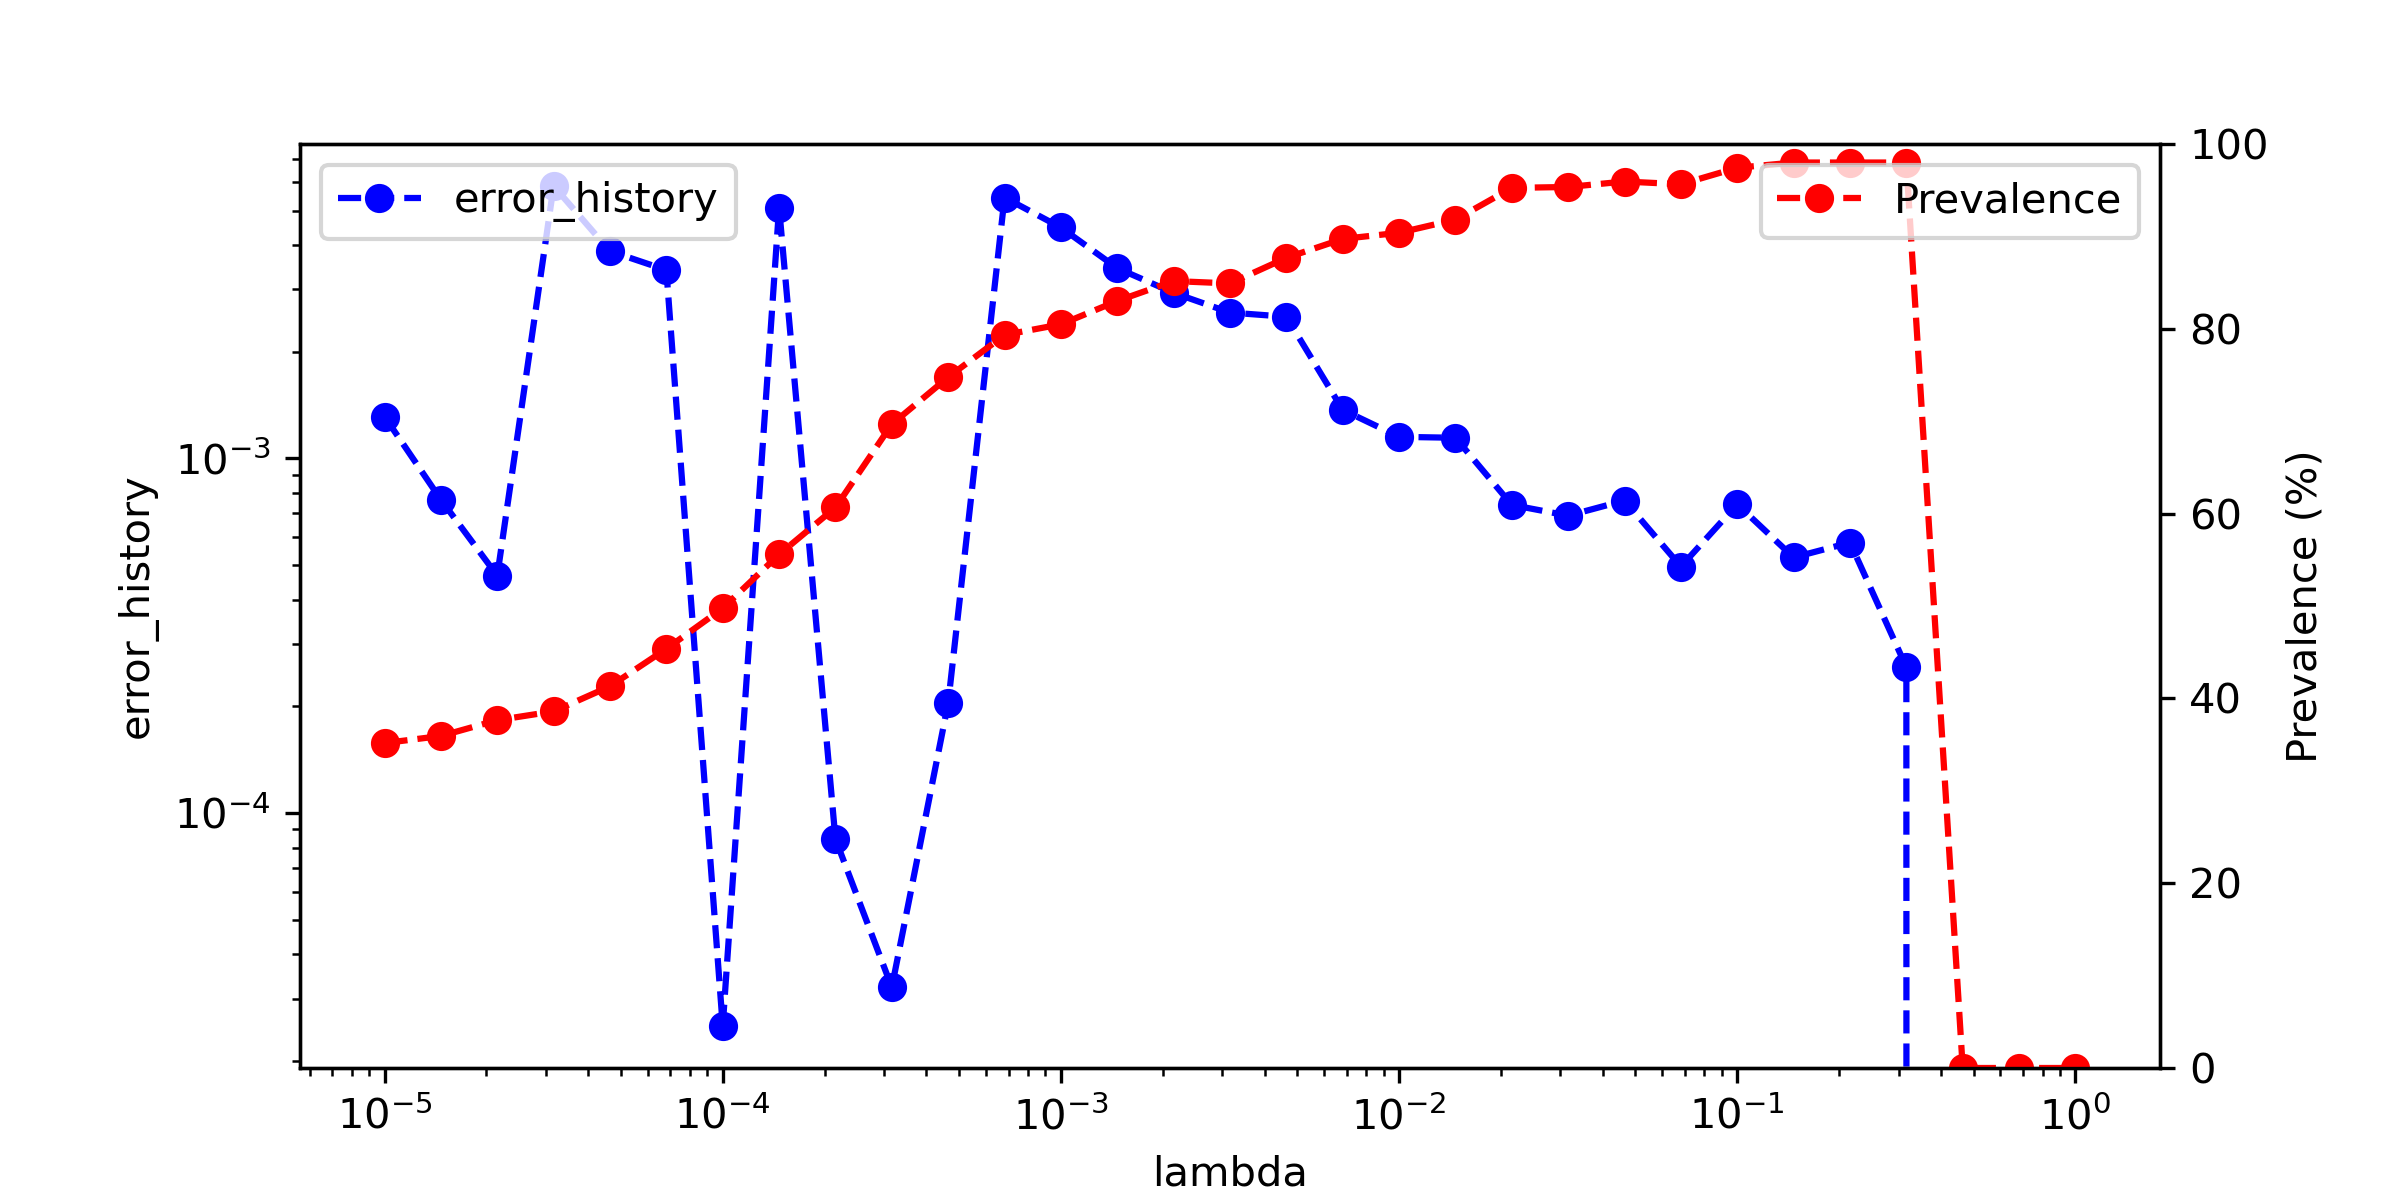 error_history
Prevalence
100
80
60
40
20
0
10⁻³
10⁻⁴
error_history
Prevalence (%)
10⁻⁵ 10⁻⁴ 10⁻³ 10⁻² 10⁻¹ 10⁰
lambda